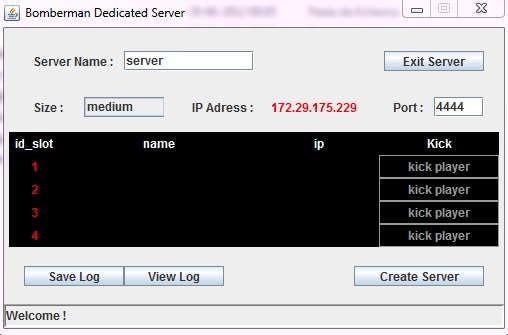 Bomberman Dedicated Server
Server Name : server Exit Server
Size : medium IP Adress : 172.29.175.229 Port : 4444
id_slot name ip Kick
1 kick player
2 kick player
3 kick player
4 kick player
Save Log View Log Create Server
Welcome !